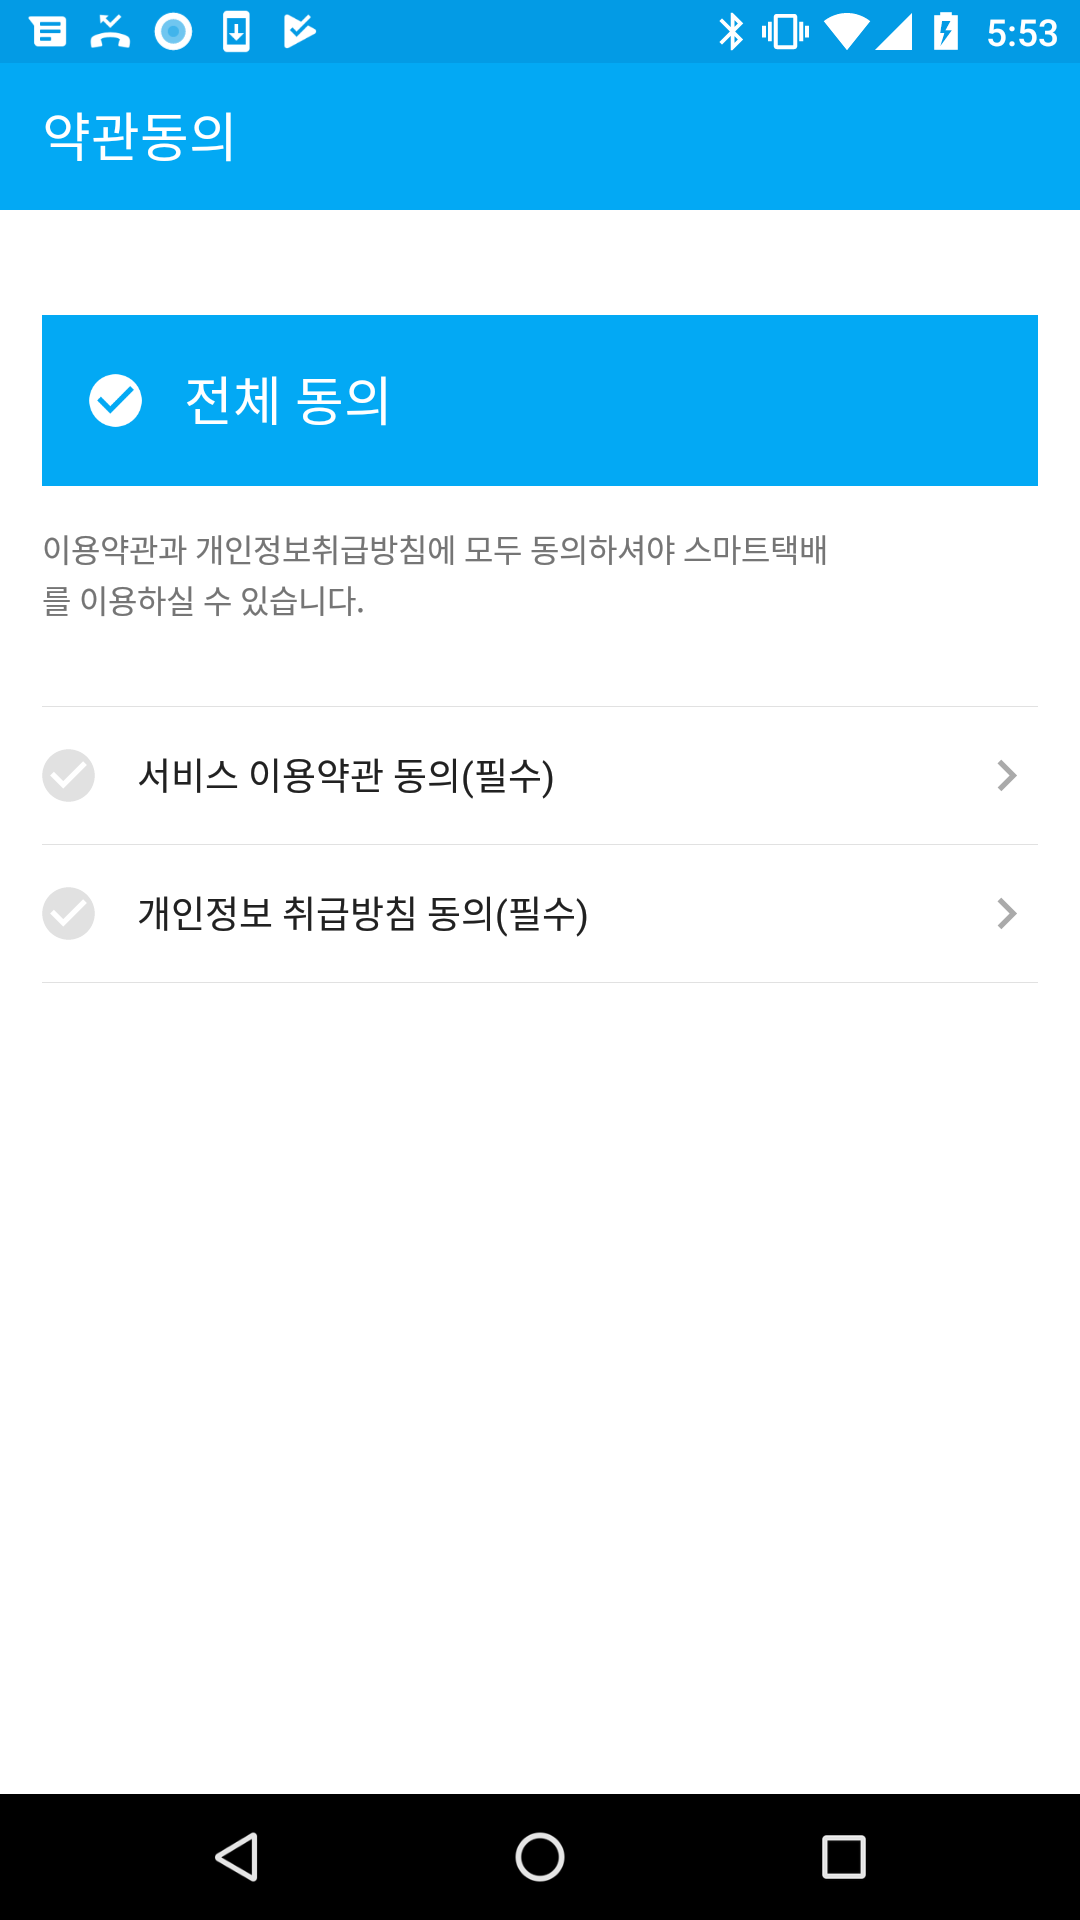 5:53
약관동의
전체 동의
이용약관과 개인정보취급방침에 모두 동의하셔야 스마트택배
를 이용하실 수 있습니다.
서비스 이용약관 동의(필수)
개인정보 취급방침 동의(필수)